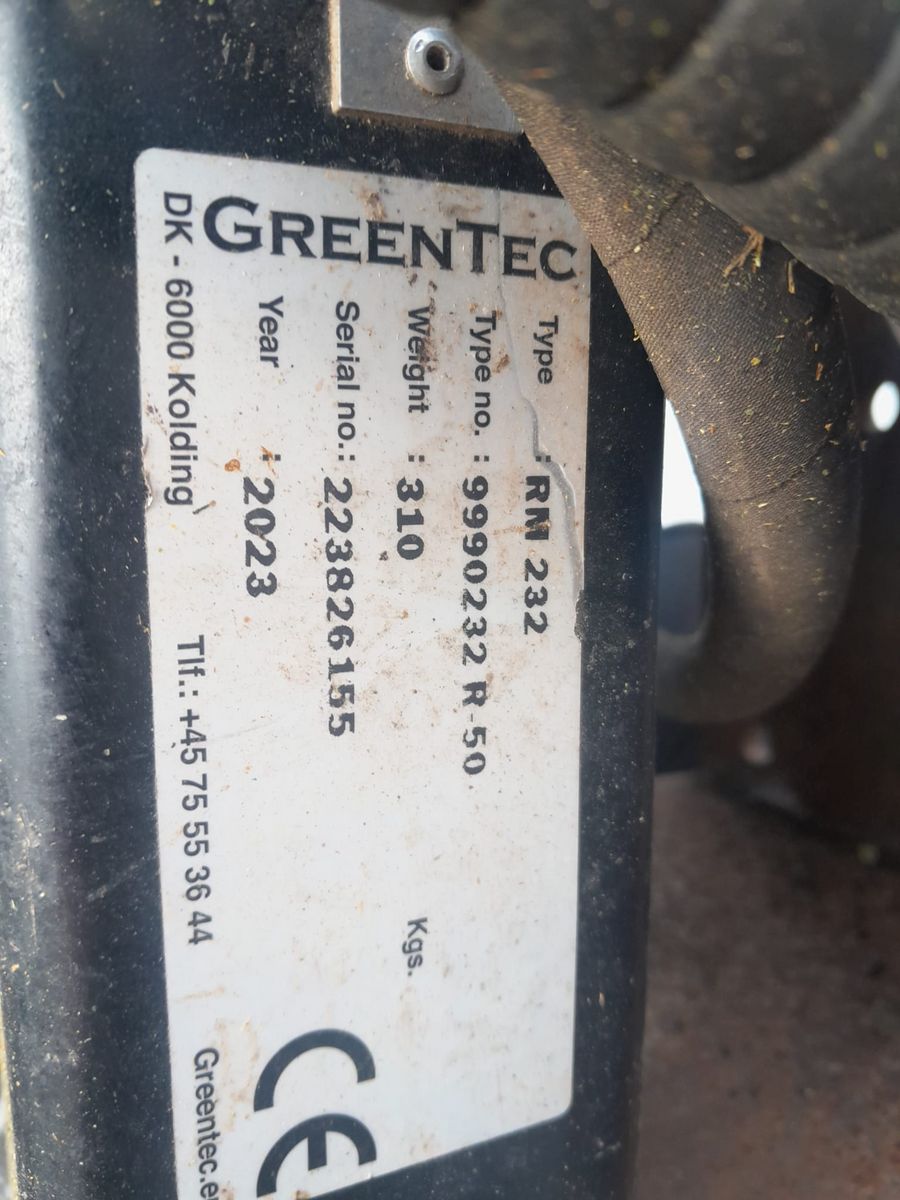 GREENTEC
Type : RM 232
Type no. : 9990232 R-50
Weight : 310 Kgs.
Serial no.: 223826155
Year : 2023
DK - 6000 Kolding Tlf.: +45 75 55 36 44
CE